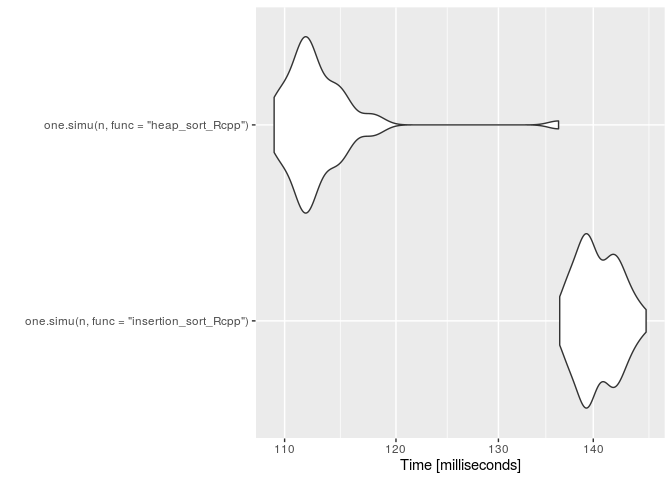 one.simu(n, func = "heap_sort_Rcpp")
one.simu(n, func = "insertion_sort_Rcpp")
110 120 130 140
Time [milliseconds]